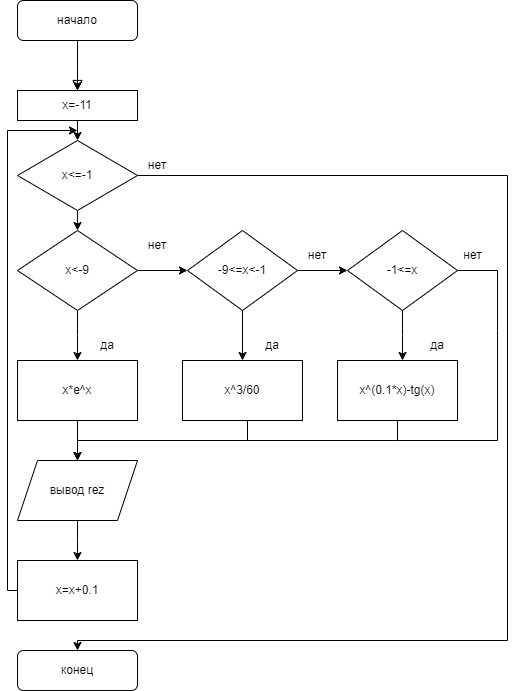 начало
x=-11
x<=-1
нет
x<-9
нет
-9<=x<-1
нет
-1<=x
нет
да
да
да
x*e^x
x^3/60
x^(0.1*x)-tg(x)
вывод rez
x=x+0.1
конец